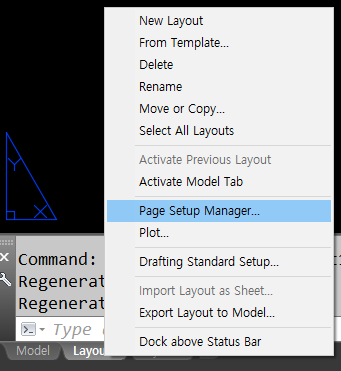 New Layout
From Template...
Delete
Rename
Move or Copy...
Select All Layouts
Activate Previous Layout
Activate Model Tab
Page Setup Manager...
Plot...
Drafting Standard Setup...
Import Layout as Sheet...
Export Layout to Model...
Dock above Status Bar
Y
X
Command:
Regenerat
Regenerat
Type
Model
Layou